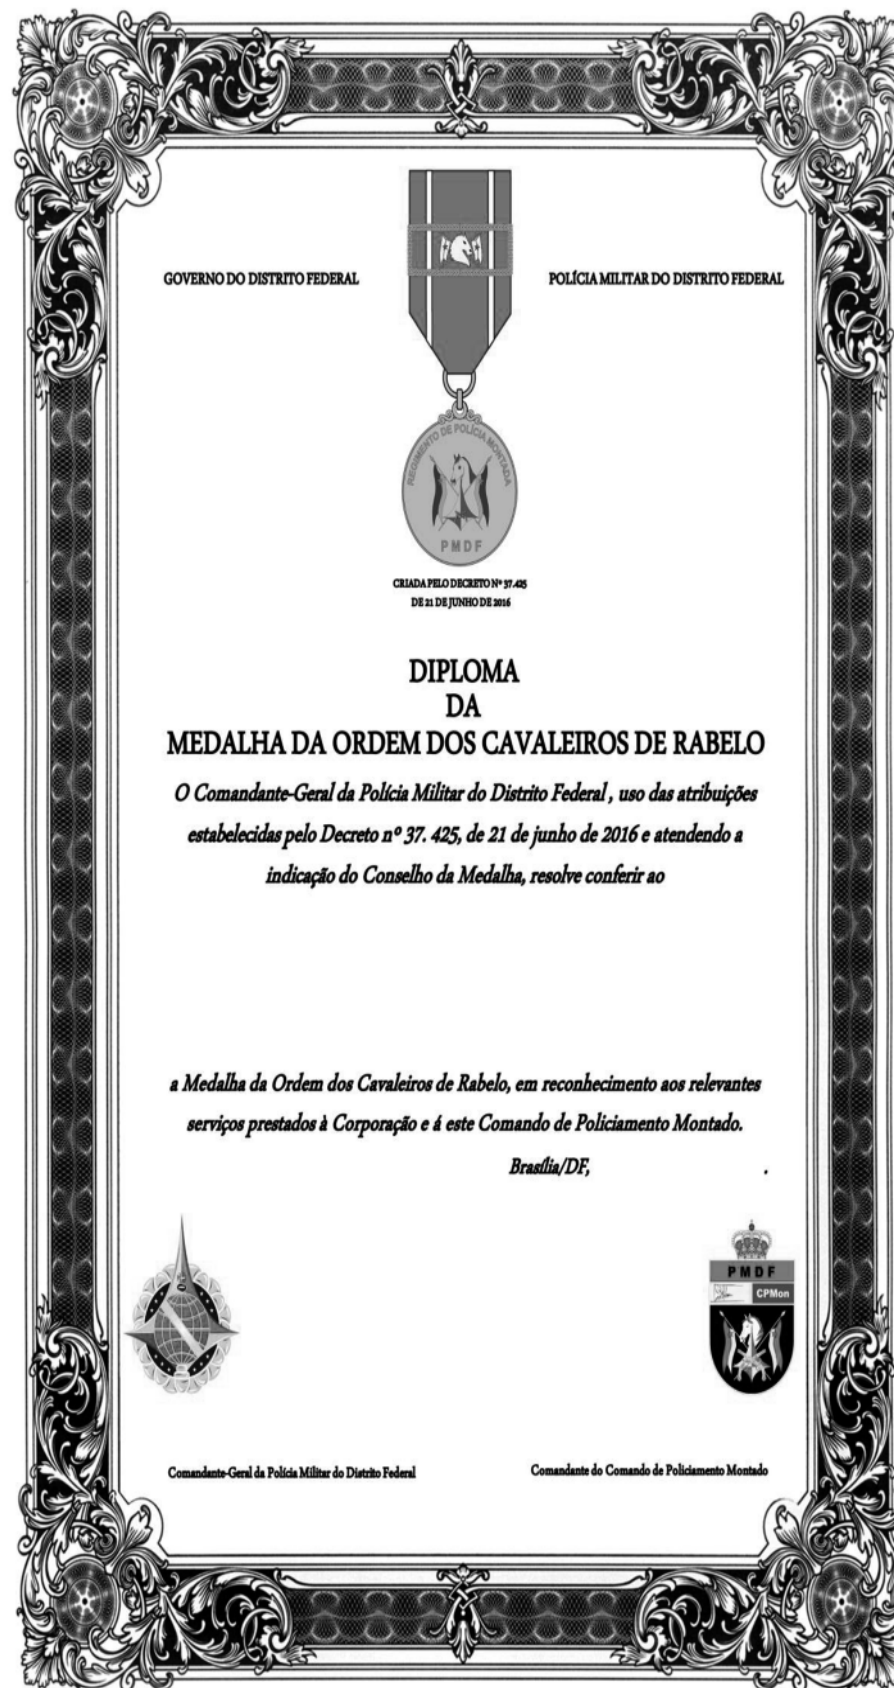 GOVERNO DO DISTRITO FEDERAL
POLÍCIA MILITAR DO DISTRITO FEDERAL
REGIMENTO DE POLÍCIA MONTADA
PMDF
CRIADA PELO DECRETO Nº 37.425
DE 21 DE JUNHO DE 2016
DIPLOMA
DA
MEDALHA DA ORDEM DOS CAVALEIROS DE RABELO
O Comandante-Geral da Polícia Militar do Distrito Federal , uso das atribuições
estabelecidas pelo Decreto nº 37. 425, de 21 de junho de 2016 e atendendo a
indicação do Conselho da Medalha, resolve conferir ao
a Medalha da Ordem dos Cavaleiros de Rabelo, em reconhecimento aos relevantes
serviços prestados à Corporação e á este Comando de Policiamento Montado.
Brasília/DF, .
PMDF
CPMon
Comandante-Geral da Polícia Militar do Distrito Federal
Comandante do Comando de Policiamento Montado